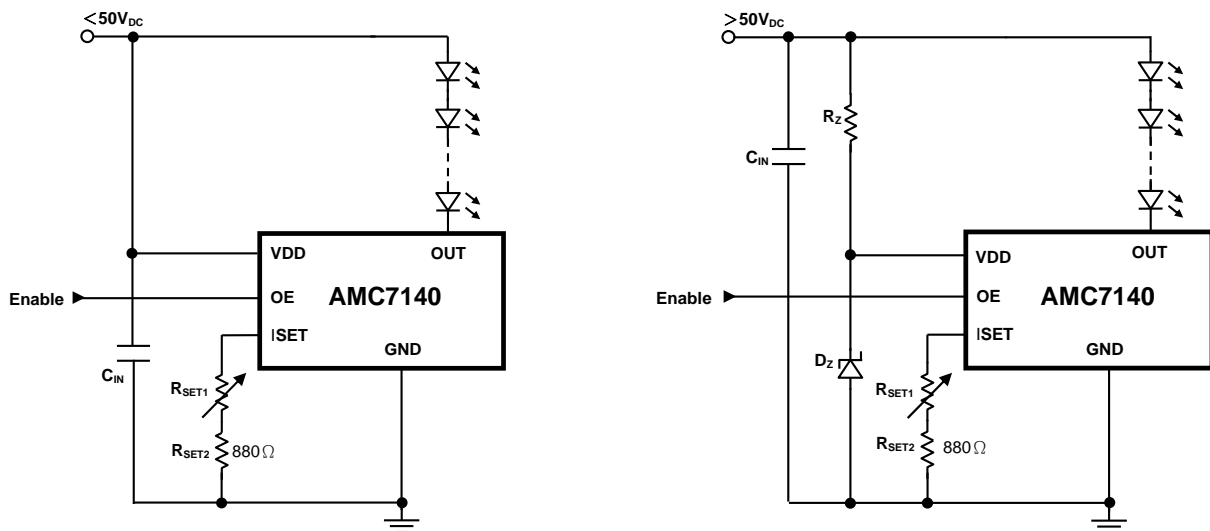 <50VDC
VDD
OUT
Enable
OE
AMC7140
ISET
GND
CIN
RSET1
RSET2
880Ω
>50VDC
RZ
CIN
VDD
OUT
Enable
OE
AMC7140
ISET
GND
DZ
RSET1
RSET2
880Ω